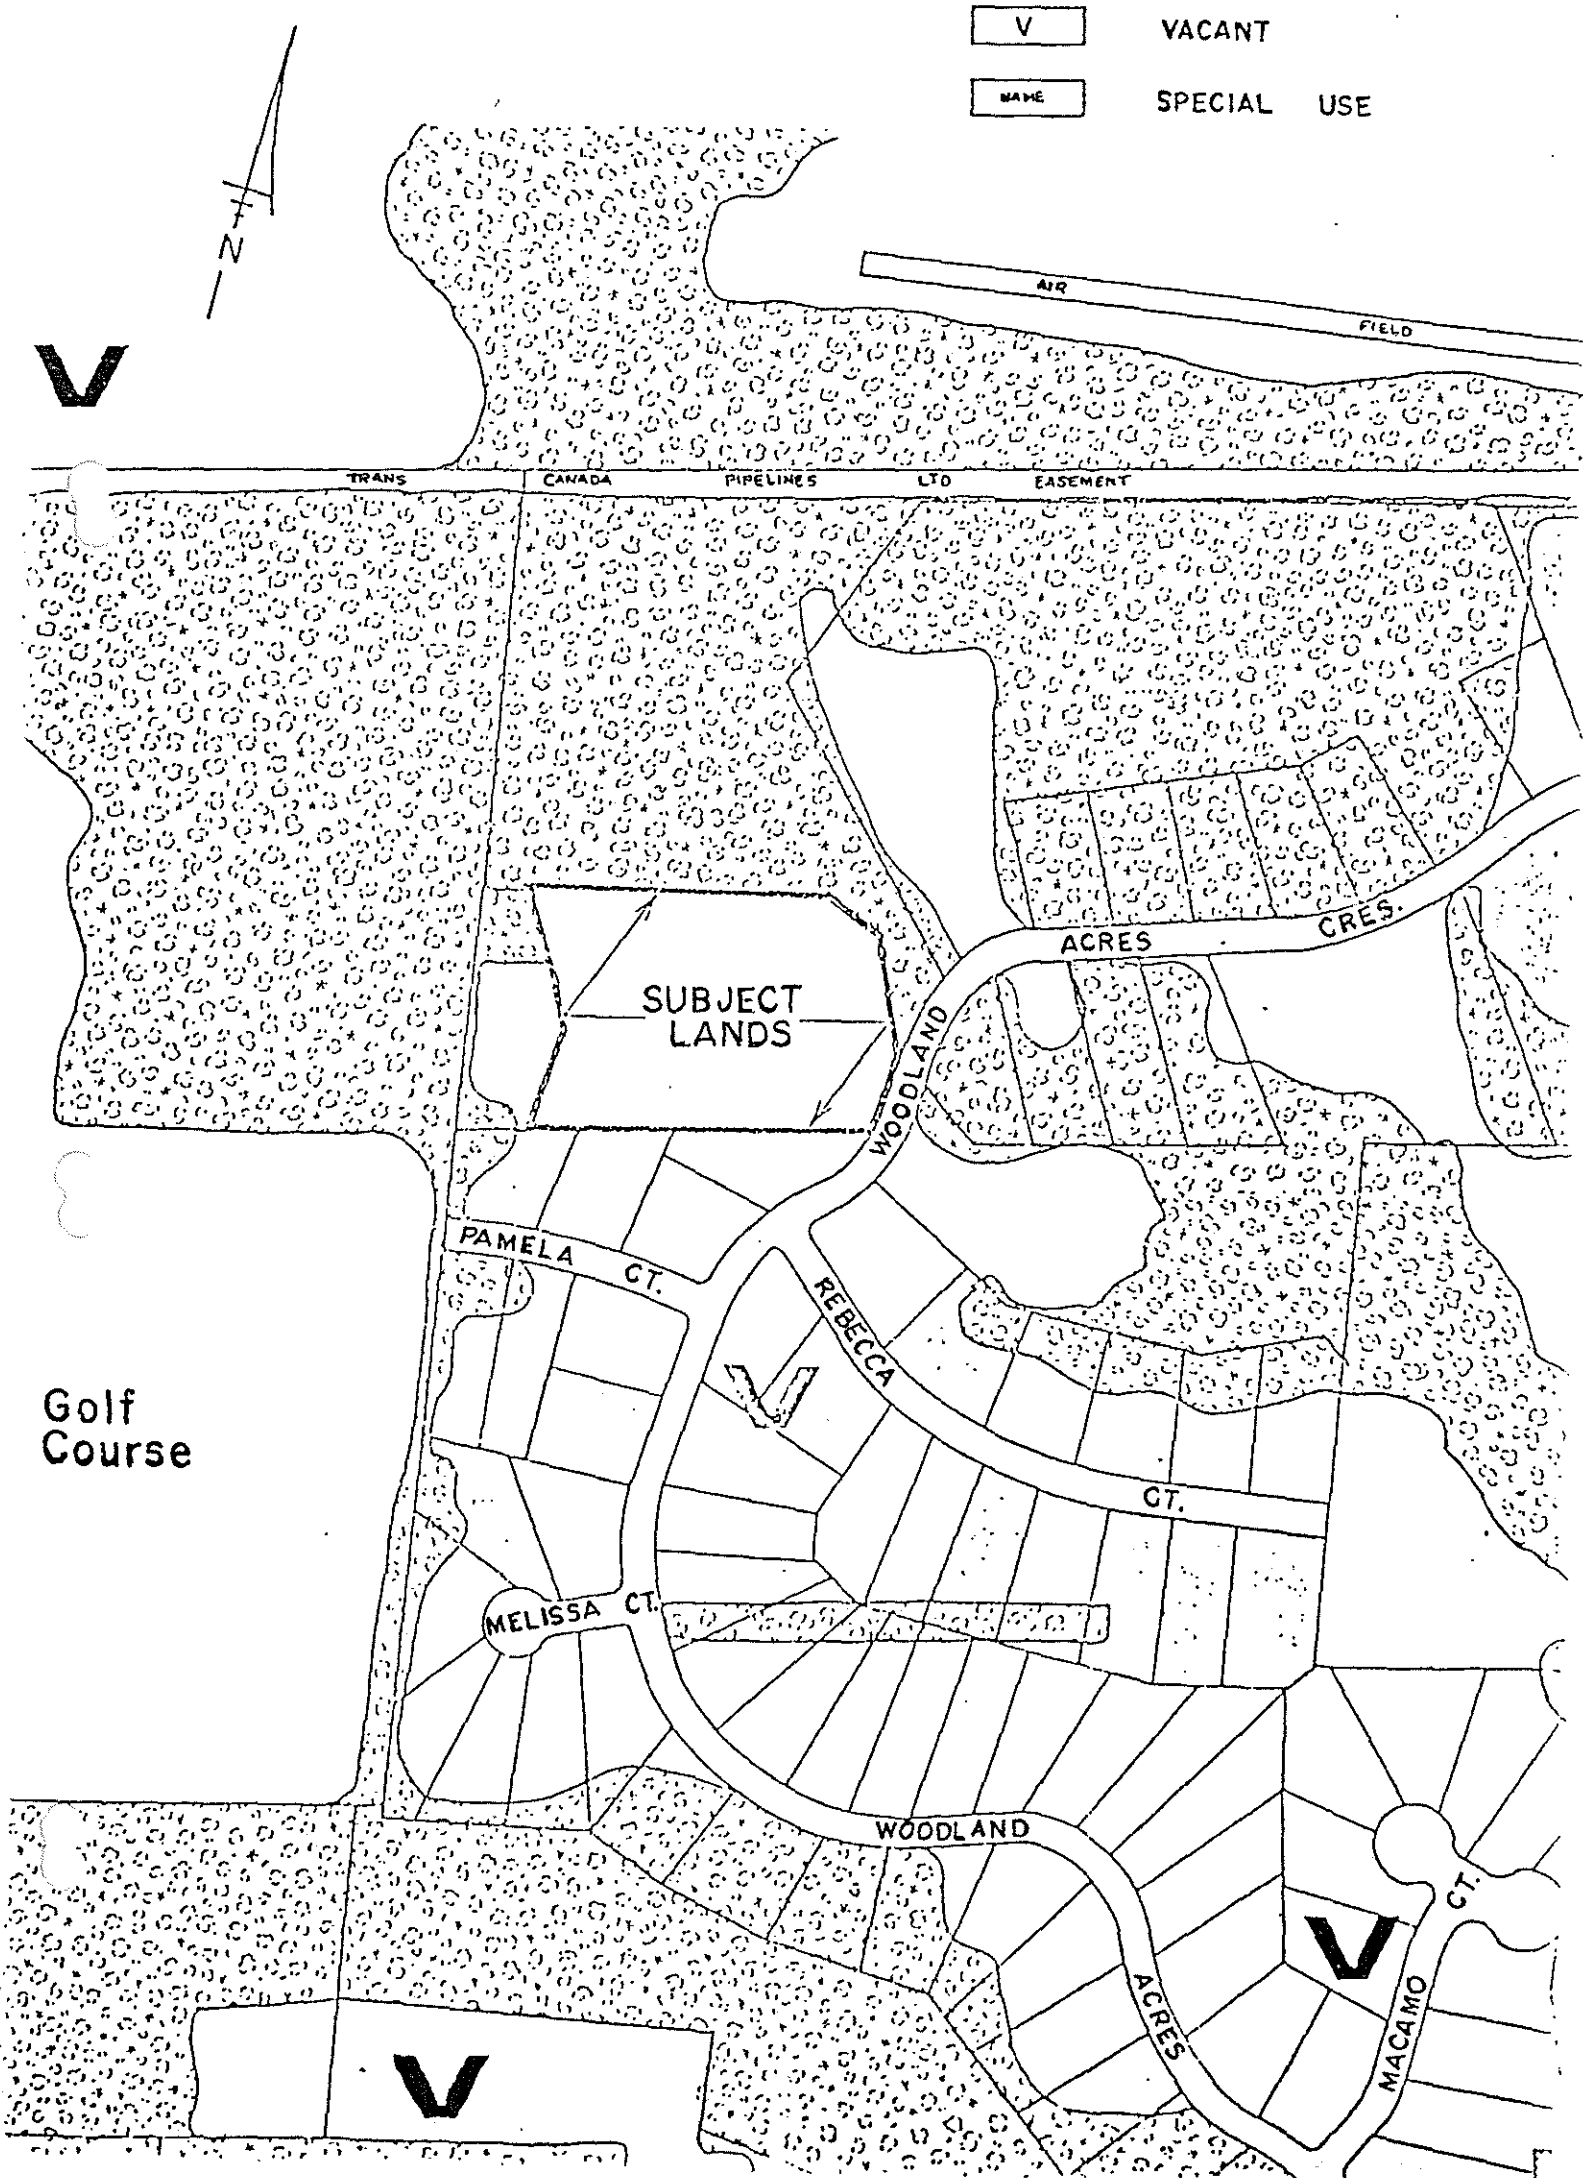 V VACANT
NAME SPECIAL USE
N
AIR FIELD
V
TRANS CANADA PIPELINES LTD EASEMENT
ACRES CRES.
SUBJECT
LANDS
WOODLAND
PAMELA CT.
REBECCA CT.
V
Golf
Course
MELISSA CT.
WOODLAND ACRES
V
MACAMO CT.
V